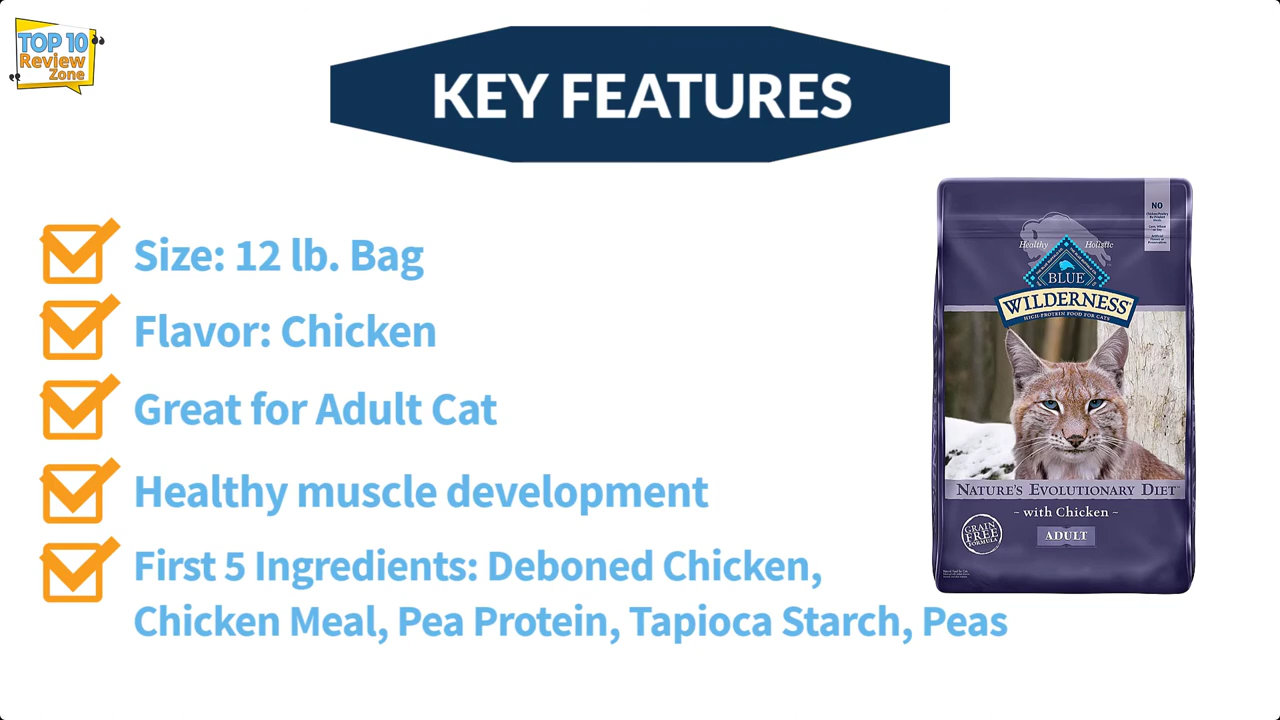 TOP 10
Review
Zone
KEY FEATURES
Size: 12 lb. Bag
Flavor: Chicken
Great for Adult Cat
Healthy muscle development
First 5 Ingredients: Deboned Chicken,
Chicken Meal, Pea Protein, Tapioca Starch, Peas
NO
Healthy Holistic
BLUE
WILDERNESS
HIGH-PROTEIN FOOD FOR CATS
NATURE'S EVOLUTIONARY DIET
~ with Chicken ~
GRAIN
FREE
FORMULA
ADULT